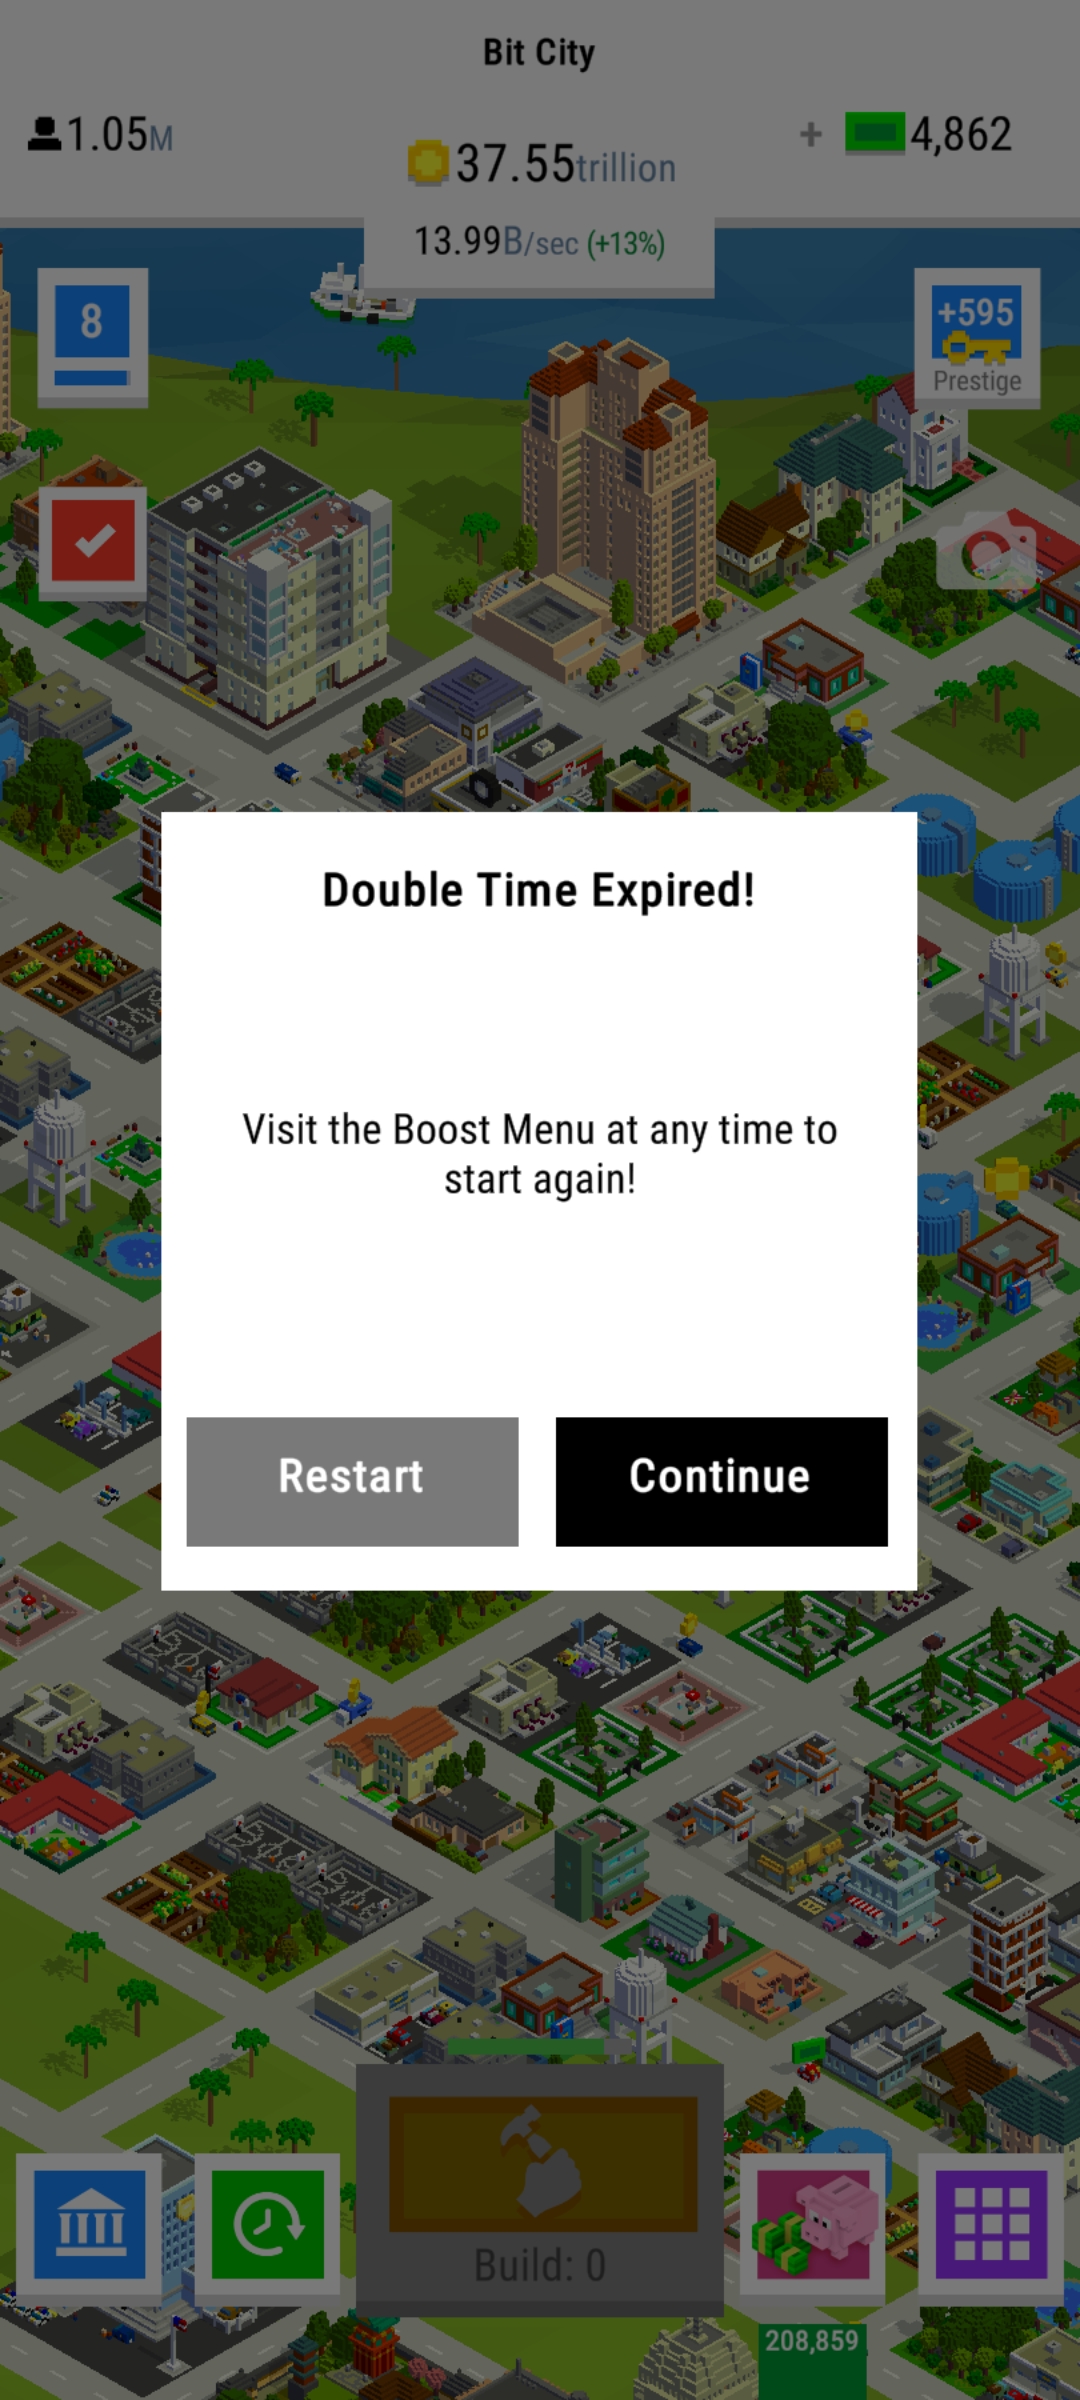 Bit City
1.05M
37.55trillion
+ 4,862
13.99B/sec (+13%)
8
+595
Prestige
Double Time Expired!
Visit the Boost Menu at any time to
start again!
Restart
Continue
Build: 0
208,859